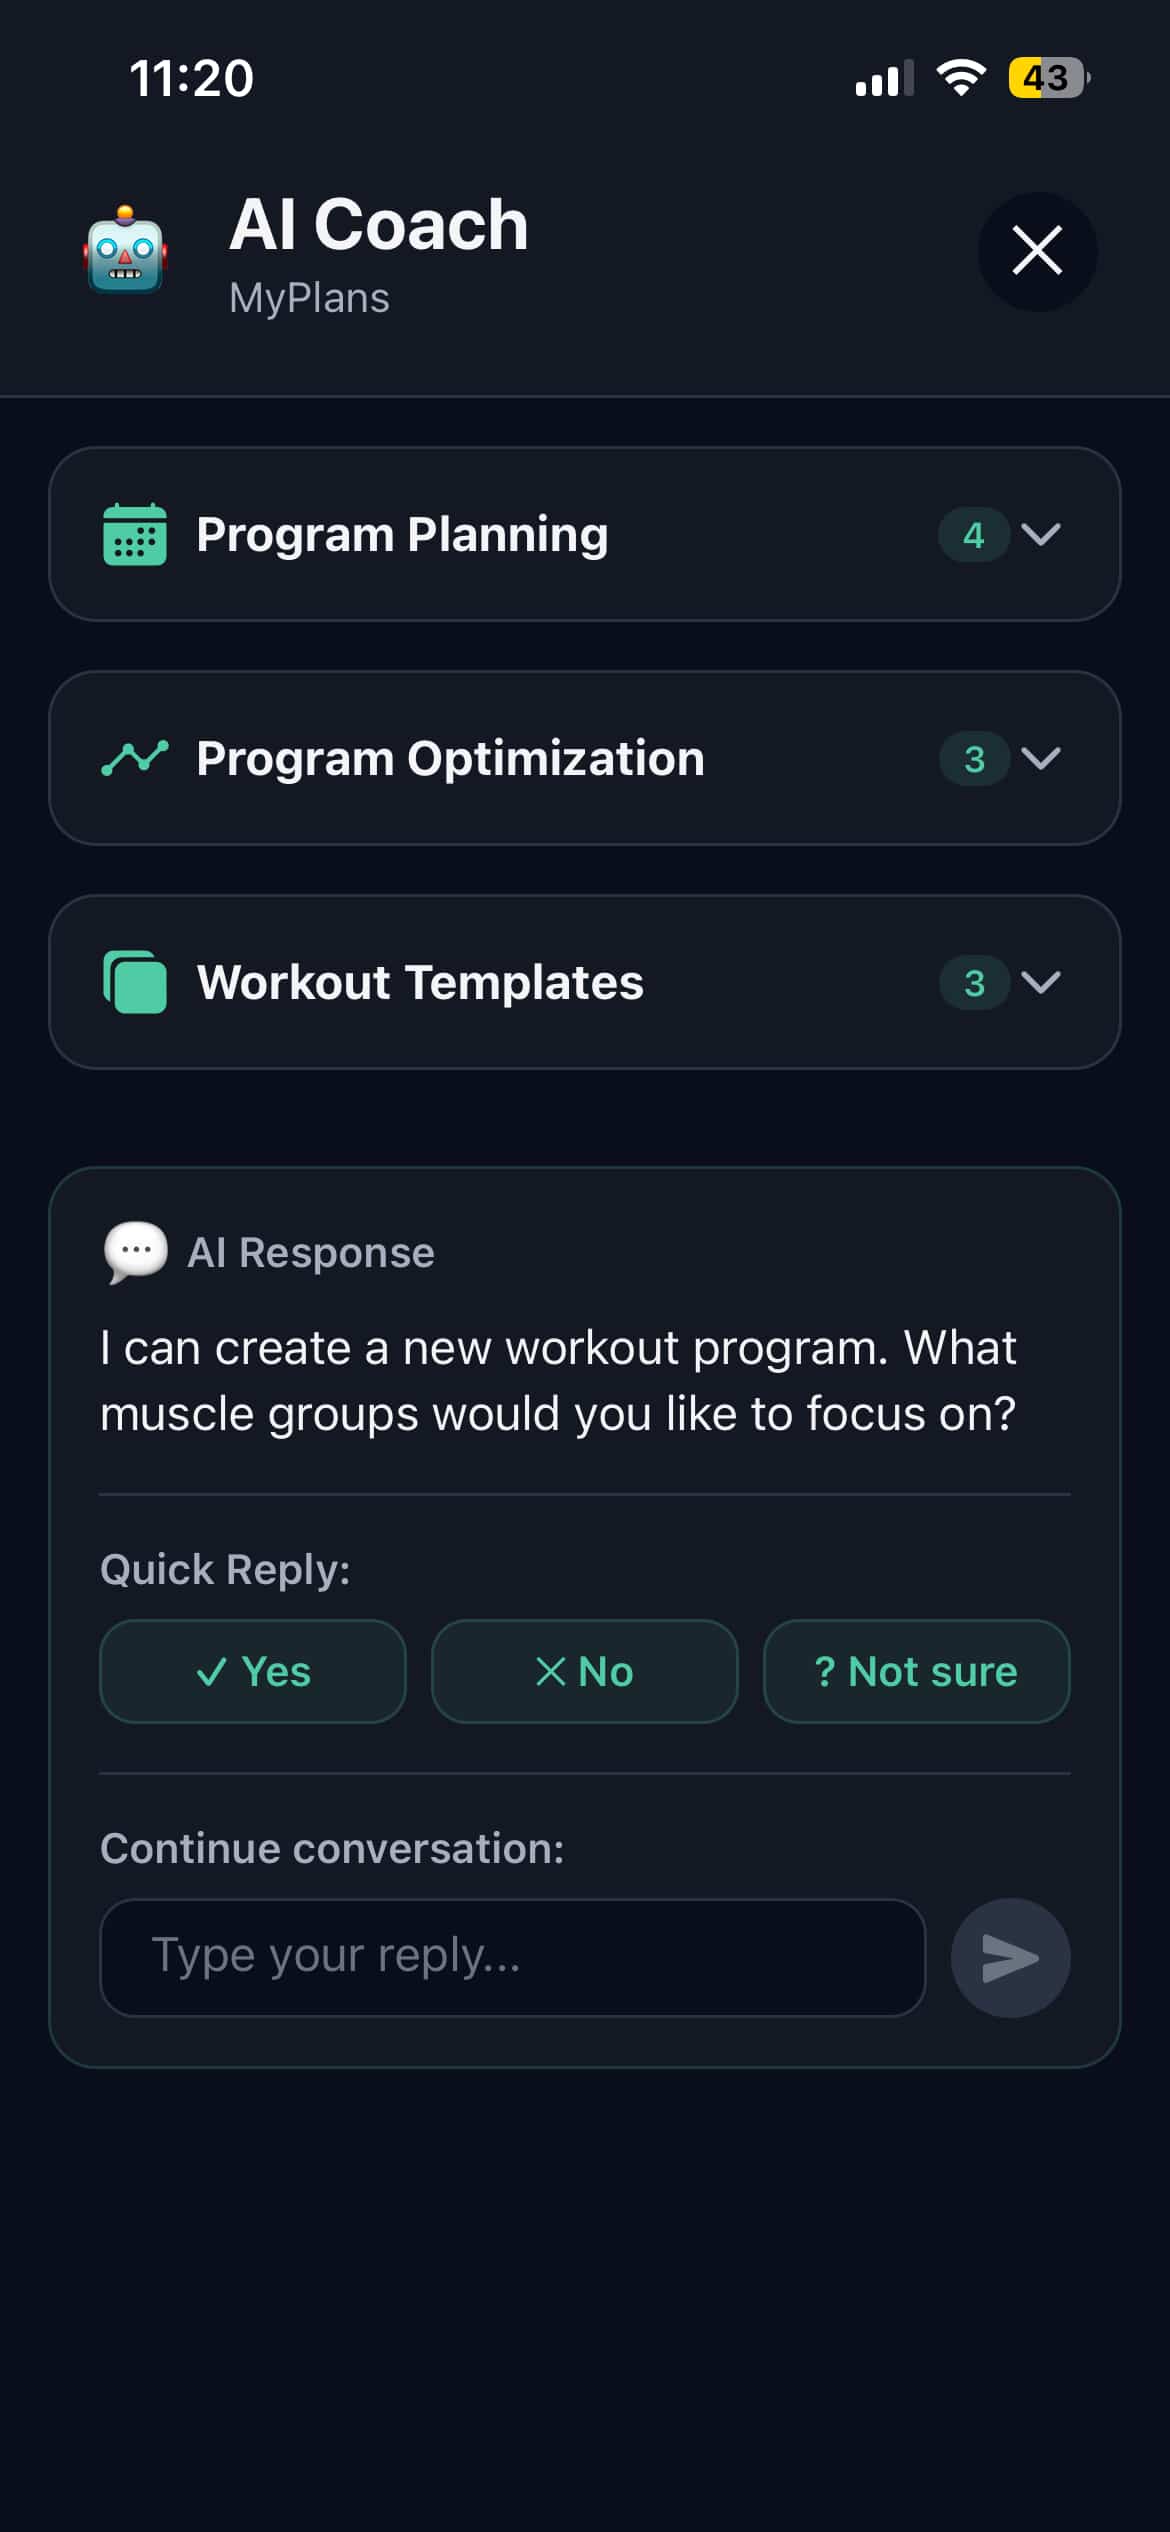 11:20
43
AI Coach
MyPlans
Program Planning
4
Program Optimization
3
Workout Templates
3
AI Response
I can create a new workout program. What
muscle groups would you like to focus on?
Quick Reply:
✓ Yes
✕ No
? Not sure
Continue conversation:
Type your reply...